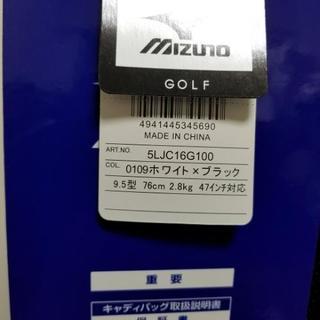 MIZUNO
GOLF
4941445345690
MADE IN CHINA
ART.NO. 5LJC16G100
COL. 0109ホワイト×ブラック
9.5型 76cm 2.8kg 47インチ対応
重要
キャディバッグ取扱説明書